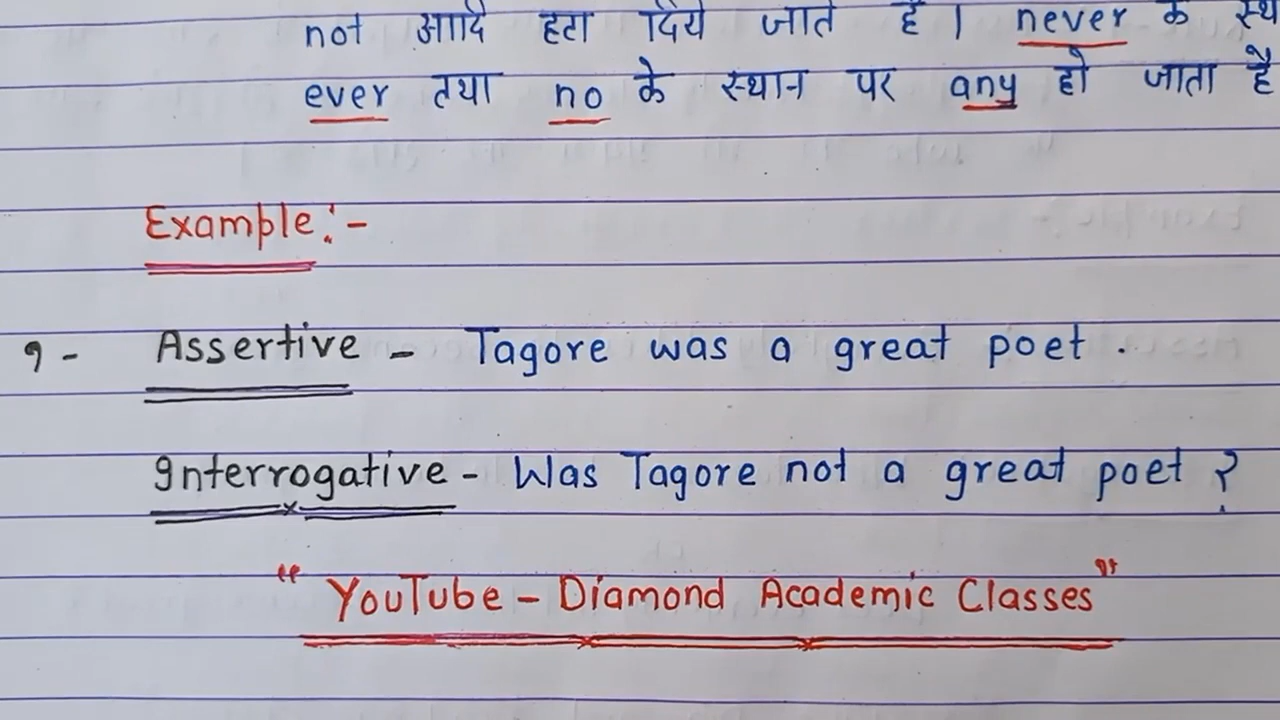 not आदि हटा दिये जाते हैं। never के स्थ
ever तथा no के स्थान पर any हो जाता है
Example:-
१- Assertive - Tagore was a great poet.
Interrogative - Was Tagore not a great poet?
"YouTube - Diamond Academic Classes"